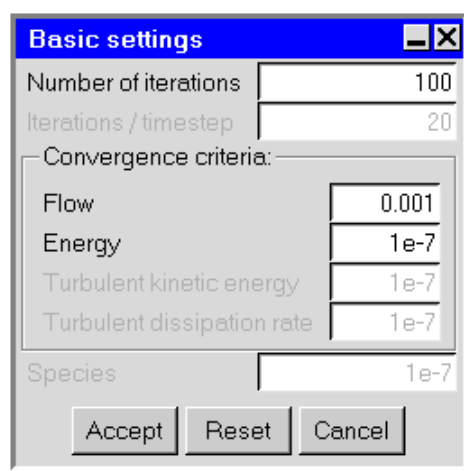 Basic settings
Number of iterations 100
Iterations / timestep 20
Convergence criteria:
Flow 0.001
Energy 1e-7
Turbulent kinetic energy 1e-7
Turbulent dissipation rate 1e-7
Species 1e-7
Accept Reset Cancel